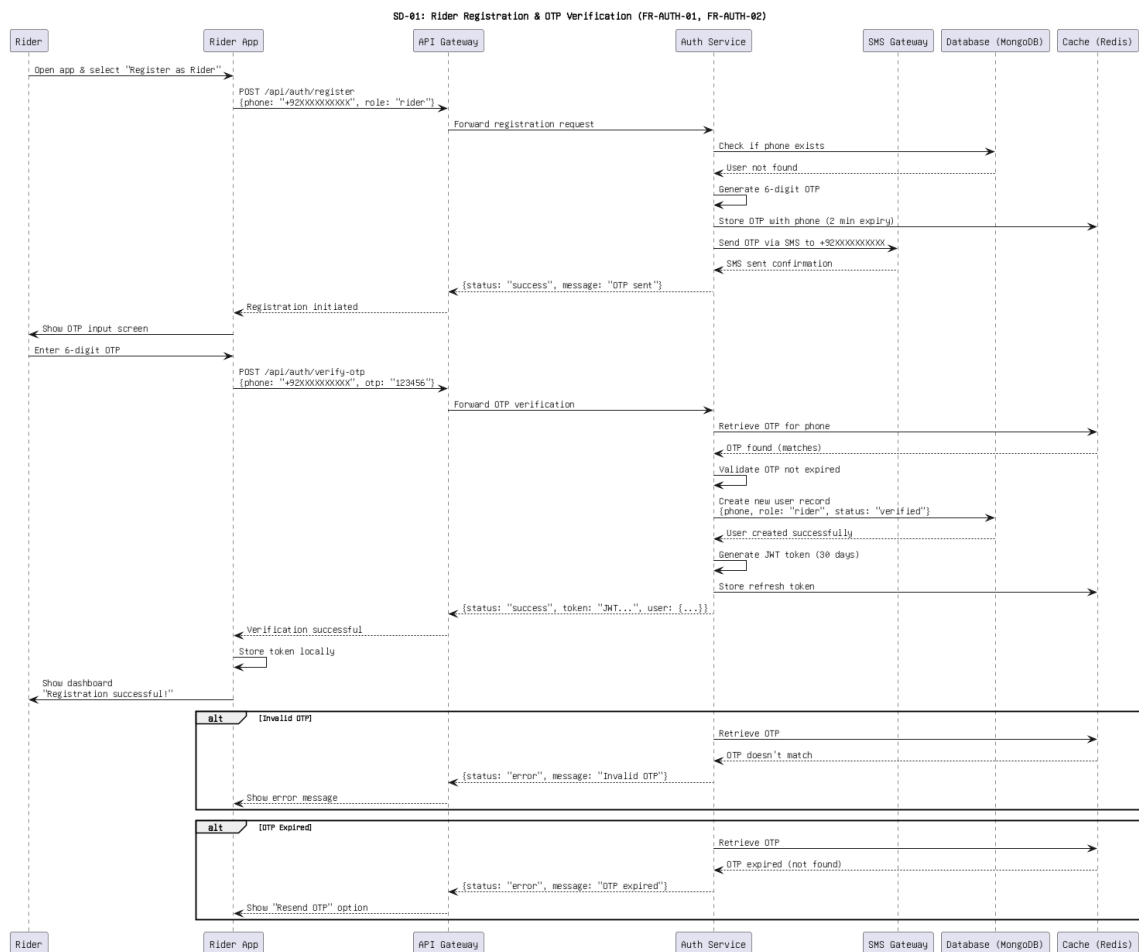 SD-01: Rider Registration & OTP Verification (FR-AUTH-01, FR-AUTH-02)
Rider
Rider App
API Gateway
Auth Service
SMS Gateway
Database (MongoDB)
Cache (Redis)
Open app & select "Register as Rider"
POST /api/auth/register
{phone: "+92XXXXXXXXXX", role: "rider"}
Forward registration request
Check if phone exists
User not found
Generate 6-digit OTP
Store OTP with phone (2 min expiry)
Send OTP via SMS to +92XXXXXXXXXX
SMS sent confirmation
{status: "success", message: "OTP sent"}
Registration initiated
Show OTP input screen
Enter 6-digit OTP
POST /api/auth/verify-otp
{phone: "+92XXXXXXXXXX", otp: "123456"}
Forward OTP verification
Retrieve OTP for phone
OTP found (matches)
Validate OTP not expired
Create new user record
{phone, role: "rider", status: "verified"}
User created successfully
Generate JWT token (30 days)
Store refresh token
{status: "success", token: "JWT...", user: {...}}
Verification successful
Store token locally
Show dashboard
"Registration successful!"
alt [Invalid OTP]
Retrieve OTP
OTP doesn't match
{status: "error", message: "Invalid OTP"}
Show error message
alt [OTP Expired]
Retrieve OTP
OTP expired (not found)
{status: "error", message: "OTP expired"}
Show "Resend OTP" option
Rider
Rider App
API Gateway
Auth Service
SMS Gateway
Database (MongoDB)
Cache (Redis)